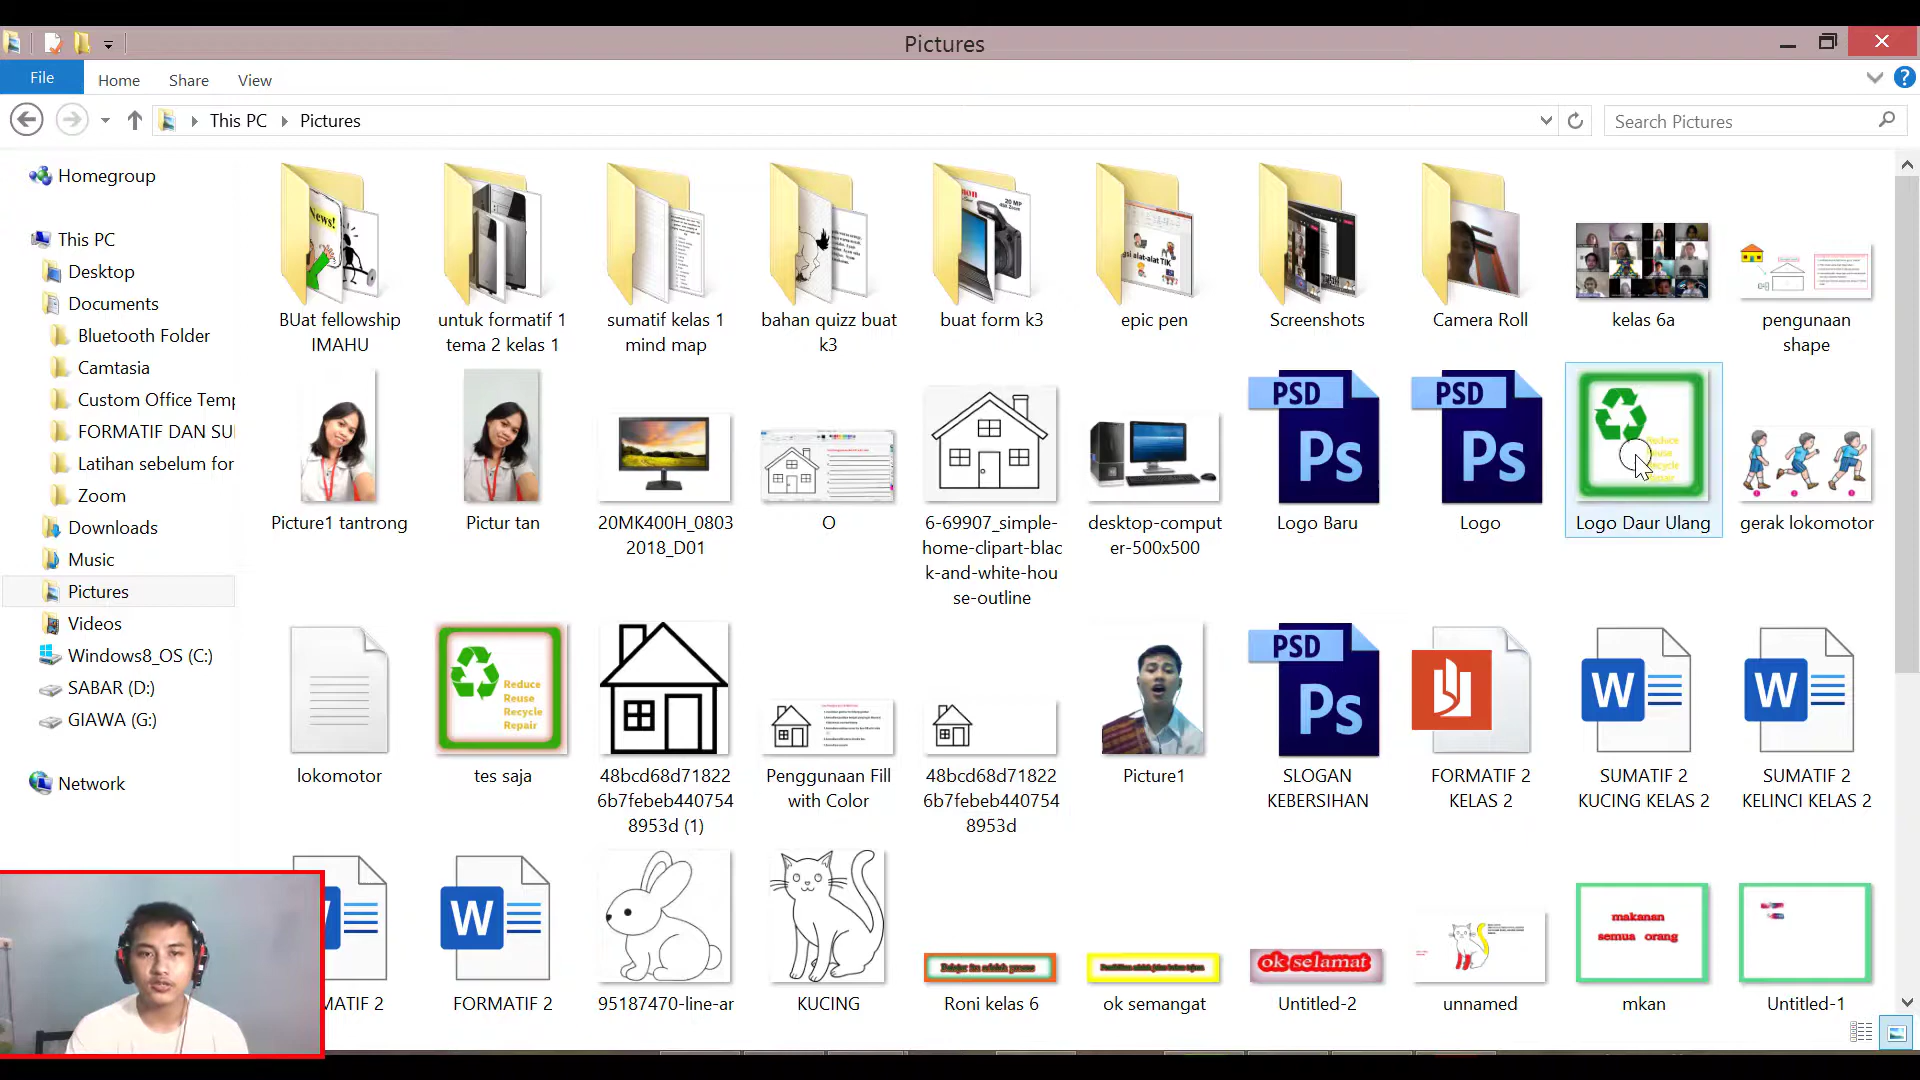 Pictures
File
Home
Share
View
This PC
Pictures
Search Pictures
Homegroup
This PC
Desktop
Documents
Bluetooth Folder
Camtasia
Custom Office Temp
FORMATIF DAN SU
Latihan sebelum for
Zoom
Downloads
Music
Pictures
Videos
Windows8_OS (C:)
SABAR (D:)
GIAWA (G:)
Network
News!
20 MP
alat-alat TIK
BUat fellowship
IMAHU
untuk formatif 1
tema 2 kelas 1
sumatif kelas 1
mind map
bahan quizz buat
k3
buat form k3
epic pen
Screenshots
Camera Roll
kelas 6a
pengunaan
shape
PSD
Ps
PSD
Ps
Picture1 tantrong
Pictur tan
20MK400H_0803
2018_D01
O
6-69907_simple-
home-clipart-blac
k-and-white-hou
se-outline
desktop-comput
er-500x500
Logo Baru
Logo
Logo Daur Ulang
gerak lokomotor
Reduce
Reuse
Recycle
Repair
PSD
Ps
W
W
lokomotor
tes saja
48bcd68d71822
6b7febeb440754
8953d (1)
Penggunaan Fill
with Color
48bcd68d71822
6b7febeb440754
8953d
Picture1
SLOGAN
KEBERSIHAN
FORMATIF 2
KELAS 2
SUMATIF 2
KUCING KELAS 2
SUMATIF 2
KELINCI KELAS 2
W
ok selamat
makanan
semua orang
MATIF 2
FORMATIF 2
95187470-line-ar
KUCING
Roni kelas 6
ok semangat
Untitled-2
unnamed
mkan
Untitled-1